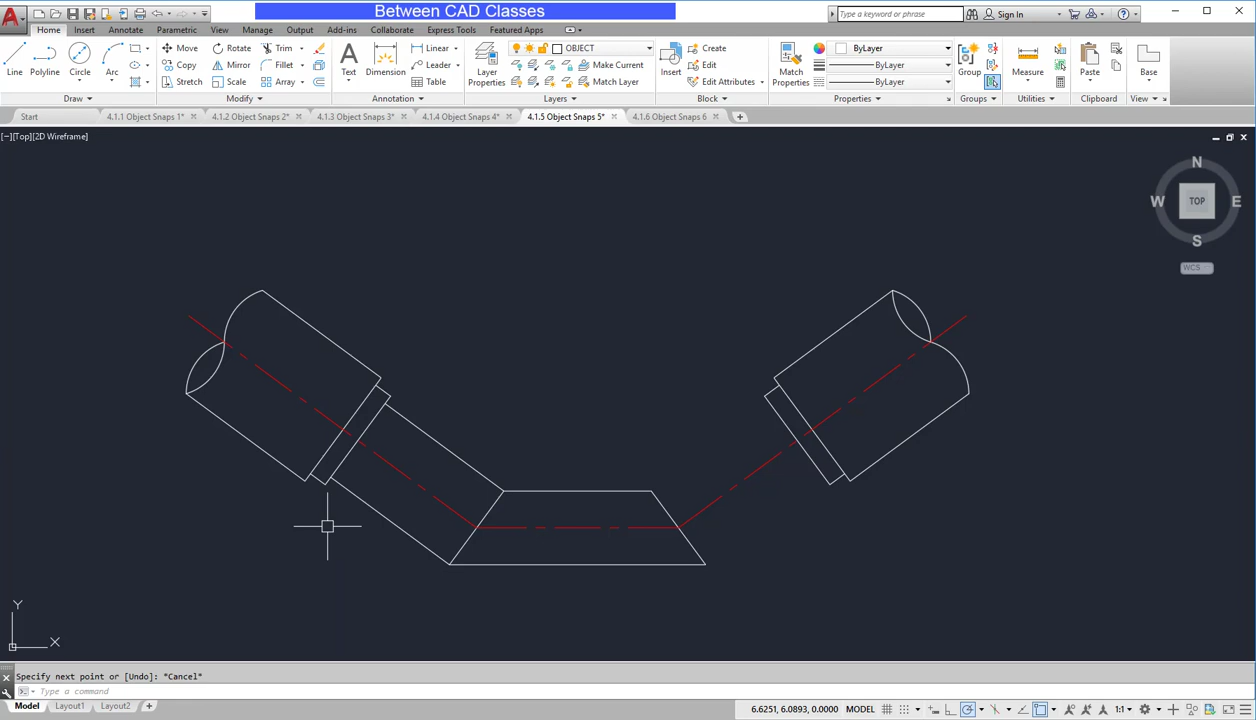 Between CAD Classes
Type a keyword or phrase
Sign In
Home Insert Annotate Parametric View Manage Output Add-ins Collaborate Express Tools Featured Apps
Line Polyline Circle Arc
Move Rotate Trim
Copy Mirror Fillet
Stretch Scale Array
Text Dimension
Linear
Leader
Table
Layer Properties
OBJECT
Make Current
Match Layer
Insert
Create
Edit
Edit Attributes
Match Properties
ByLayer
ByLayer
ByLayer
Group
Measure
Paste
Base
Draw Modify Annotation Layers Block Properties Groups Utilities Clipboard View
Start 4.1.1 Object Snaps 1* 4.1.2 Object Snaps 2* 4.1.3 Object Snaps 3* 4.1.4 Object Snaps 4* 4.1.5 Object Snaps 5* 4.1.6 Object Snaps 6
[−][Top][2D Wireframe]
N
W TOP E
S
WCS
Y
X
Specify next point or [Undo]: *Cancel*
Type a command
Model Layout1 Layout2
6.6251, 6.0893, 0.0000 MODEL
1:1